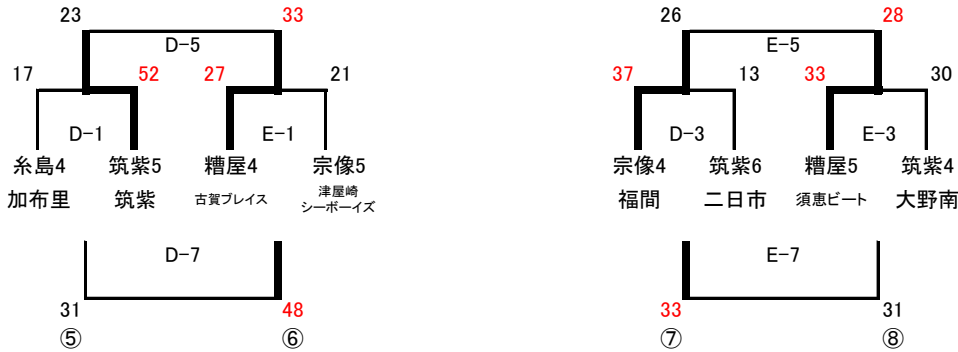 23 33 26 28
D-5 E-5
17 52 27 21 37 13 33 30
D-1 E-1 D-3 E-3
糸島4 筑紫5 糟屋4 宗像5 宗像4 筑紫6 糟屋5 筑紫4
加布里 筑紫 古賀ブレイス 津屋崎 シーボーイズ 福間 二日市 須恵ビート 大野南
D-7 E-7
31 48 33 31
⑤ ⑥ ⑦ ⑧